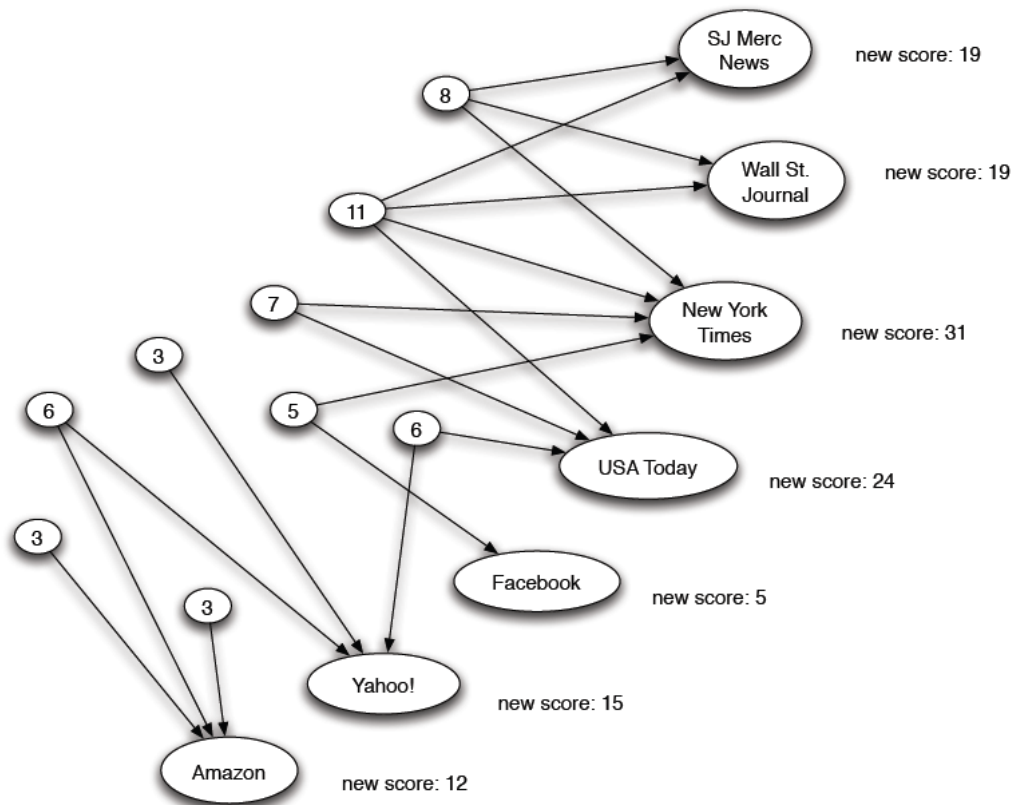 SJ Merc
News
new score: 19
8
Wall St.
Journal
new score: 19
11
7
New York
Times
new score: 31
3
6
5
6
USA Today
new score: 24
3
Facebook
new score: 5
3
Yahoo!
new score: 15
Amazon
new score: 12